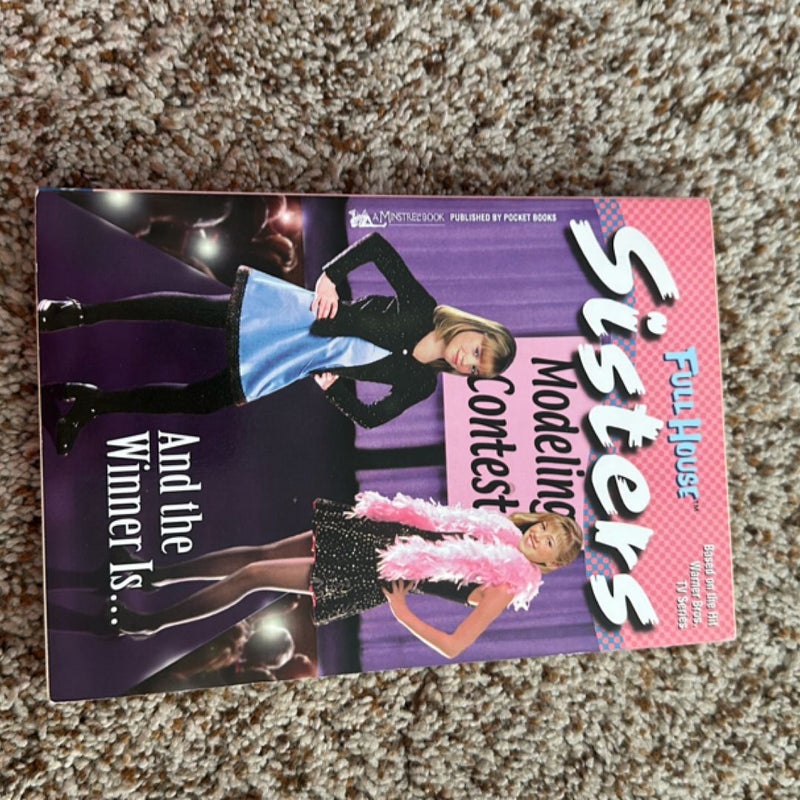 FULL HOUSE™
Sisters
Based on the Hit
Warner Bros.
TV Series
A MINSTREL® BOOK PUBLISHED BY POCKET BOOKS
Modeling
Contest
And the
Winner Is...